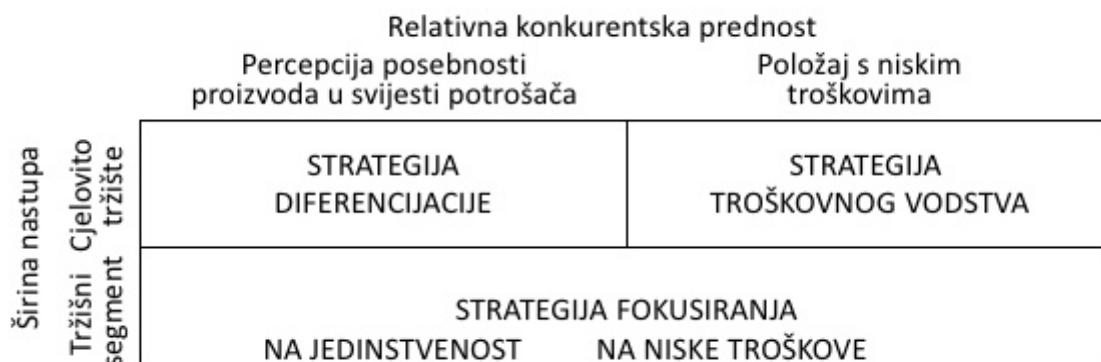 Relativna konkurentska prednost
Percepcija posebnosti
proizvoda u svijesti potrošača
Položaj s niskim
troškovima
Širina nastupa
Cjelovito
tržište
STRATEGIJA
DIFERENCIJACIJE
STRATEGIJA
TROŠKOVNOG VODSTVA
Tržišni
segment
STRATEGIJA FOKUSIRANJA
NA JEDINSTVENOST NA NISKE TROŠKOVE